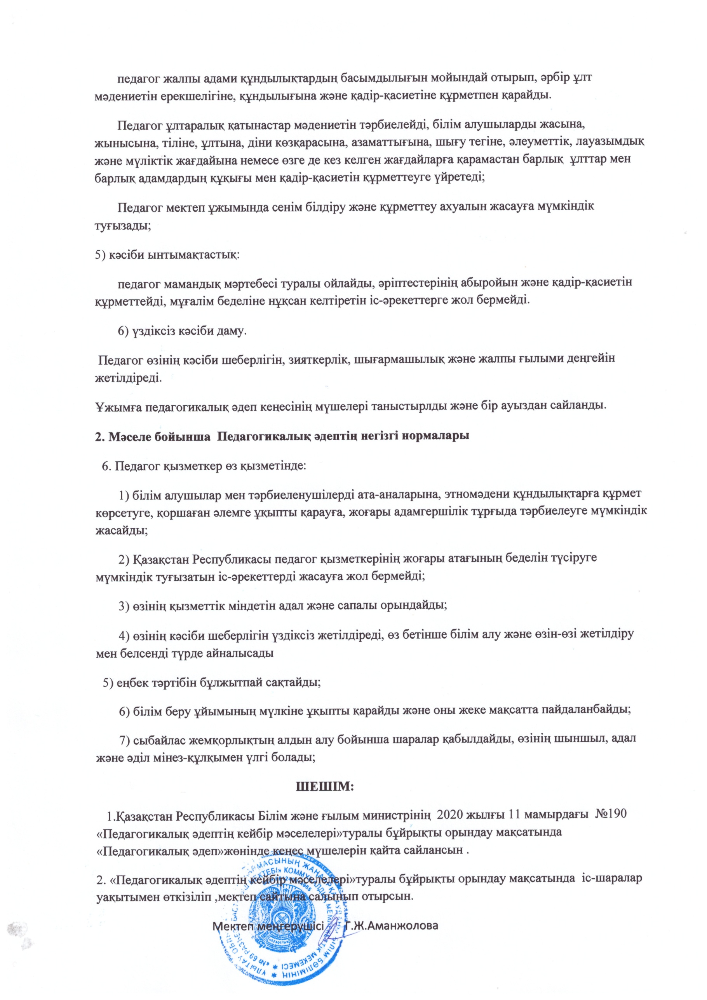 педагог жалпы адами құндылықтардың басымдылығын мойындай отырып, әрбір ұлт
мәдениетін ерекшелігіне, құндылығына және қадір-қасиетіне құрметпен қарайды.
Педагог ұлтаралық қатынастар мәдениетін тәрбиелейді, білім алушыларды жасына,
жынысына, тіліне, ұлтына, діни көзқарасына, азаматтығына, шығу тегіне, әлеуметтік, лауазымдық
және мүліктік жағдайына немесе өзге де кез келген жағдайларға қарамастан барлық  ұлттар мен
барлық адамдардың құқығы мен қадір-қасиетін құрметтеуге үйретеді;
Педагог мектеп ұжымында сенім білдіру және құрметтеу ахуалын жасауға мүмкіндік
туғызады;
5) кәсіби ынтымақтастық:
педагог мамандық мәртебесі туралы ойлайды, әріптестерінің абыройын және қадір-қасиетін
құрметтейді, мұғалім беделіне нұқсан келтіретін іс-әрекеттерге жол бермейді.
6) үздіксіз кәсіби даму.
Педагог өзінің кәсіби шеберлігін, зияткерлік, шығармашылық және жалпы ғылыми деңгейін
жетілдіреді.
Ұжымға педагогикалық әдеп кеңесінің мүшелері таныстырлды және бір ауыздан сайланды.
2. Мәселе бойынша  Педагогикалық әдептің негізгі нормалары
6. Педагог қызметкер өз қызметінде:
1) білім алушылар мен тәрбиеленушілерді ата-аналарына, этномәдени құндылықтарға құрмет
көрсетуге, қоршаған әлемге ұқыпты қарауға, жоғары адамгершілік тұрғыда тәрбиелеуге мүмкіндік
жасайды;
2) Қазақстан Республикасы педагог қызметкерінің жоғары атағының беделін түсіруге
мүмкіндік туғызатын іс-әрекеттерді жасауға жол бермейді;
3) өзінің қызметтік міндетін адал және сапалы орындайды;
4) өзінің кәсіби шеберлігін үздіксіз жетілдіреді, өз бетінше білім алу және өзін-өзі жетілдіру
мен белсенді түрде айналысады
5) еңбек тәртібін бұлжытпай сақтайды;
6) білім беру ұйымының мүлкіне ұқыпты қарайды және оны жеке мақсатта пайдаланбайды;
7) сыбайлас жемқорлықтың алдын алу бойынша шаралар қабылдайды, өзінің шыншыл, адал
және әділ мінез-құлқымен үлгі болады;
ШЕШІМ:
1.Қазақстан Республикасы Білім және ғылым министрінің  2020 жылғы 11 мамырдағы  №190
«Педагогикалық әдептің кейбір мәселелері»туралы бұйрықты орындау мақсатында
«Педагогикалық әдеп»жөнінде кеңес мүшелерін қайта сайлансын .
2. «Педагогикалық әдептің кейбір мәселелері»туралы бұйрықты орындау мақсатында  іс-шаралар
уақытымен өткізіліп ,мектеп сайтына салынып отырсын.
Мектеп меңгерушісі Г.Ж.Аманжолова
ЖАҢААРҚА БІЛІМ БӨЛІМІНІҢ * ҰЛЫТАУ
МЕКТЕБІ» КОММУНАЛДЫҚ МЕМЛЕКЕТТІК МЕКЕМЕСІ * «№ 69 РАЗЪЕЗД